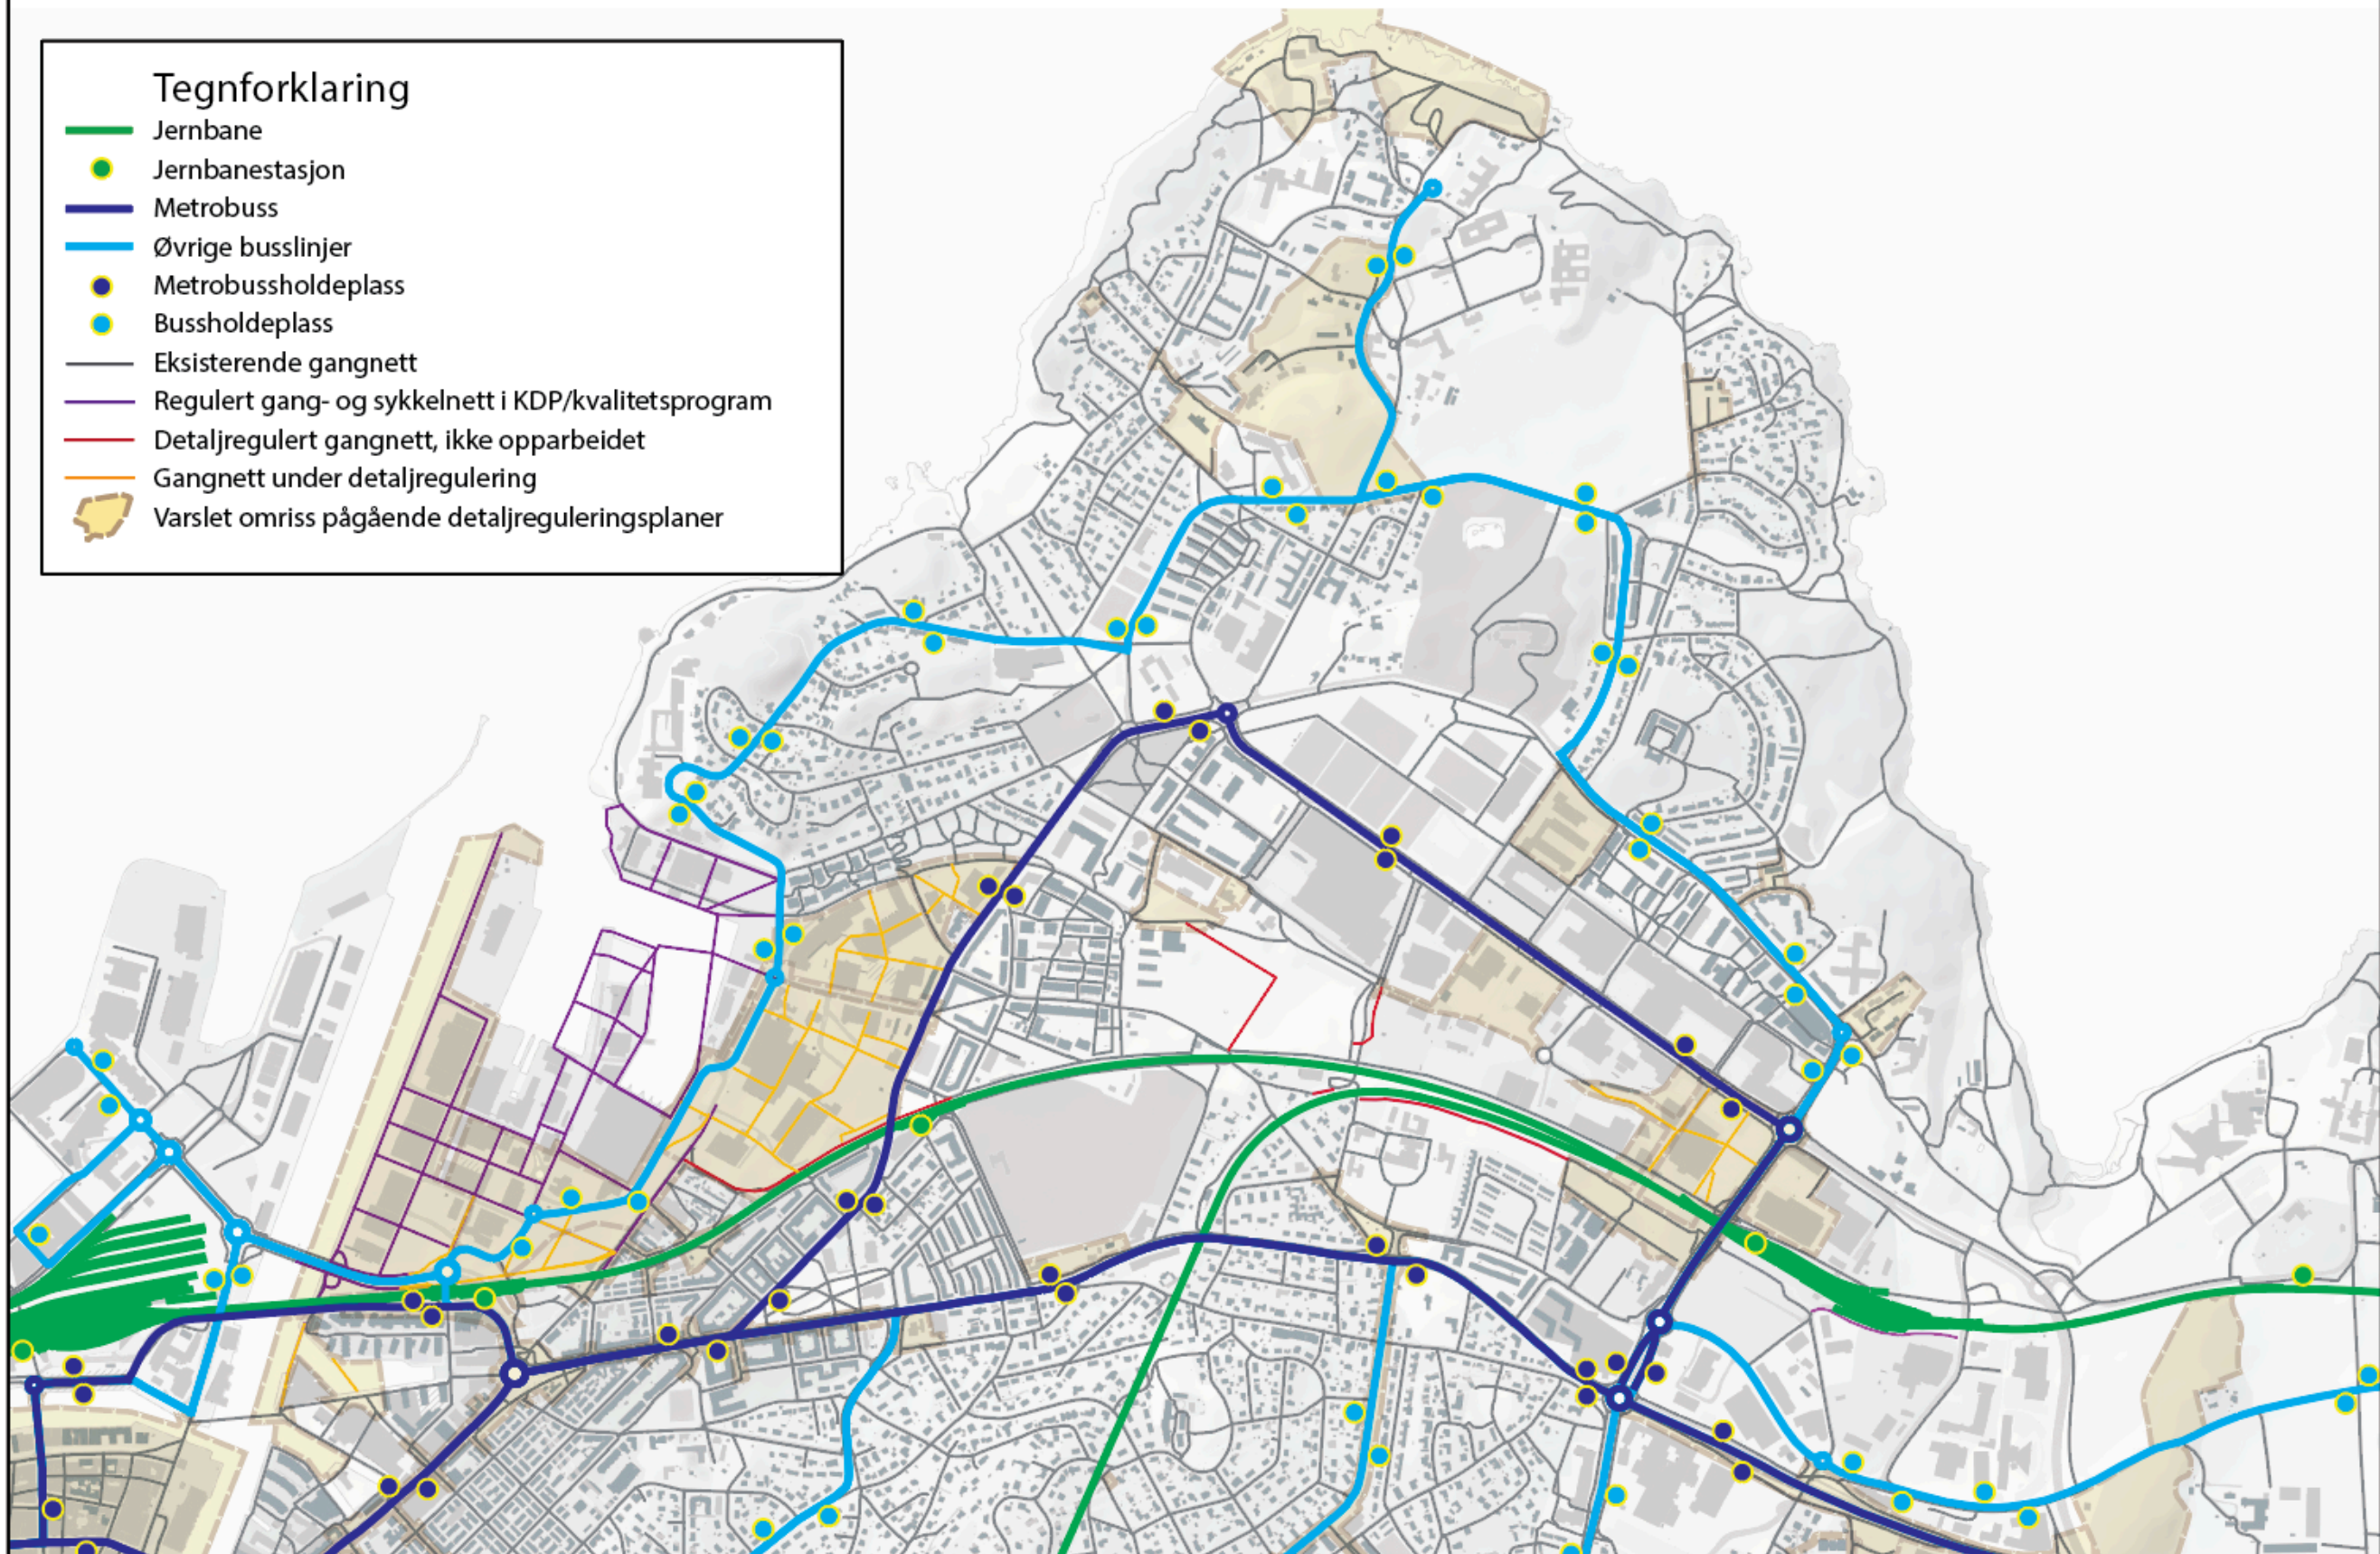 Tegnforklaring
Jernbane
Jernbanestasjon
Metrobuss
Øvrige busslinjer
Metrobussholdeplass
Bussholdeplass
Eksisterende gangnett
Regulert gang- og sykkelnett i KDP/kvalitetsprogram
Detaljregulert gangnett, ikke opparbeidet
Gangnett under detaljregulering
Varslet omriss pågående detaljreguleringsplaner